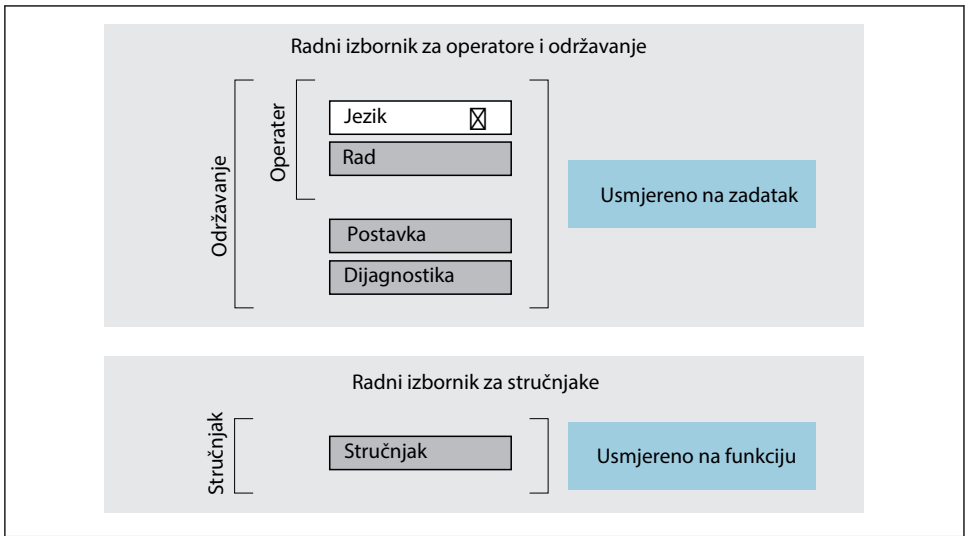 Radni izbornik za operatore i održavanje
Održavanje
Operater
Jezik
Rad
Postavka
Dijagnostika
Usmjereno na zadatak
Radni izbornik za stručnjake
Stručnjak
Stručnjak
Usmjereno na funkciju